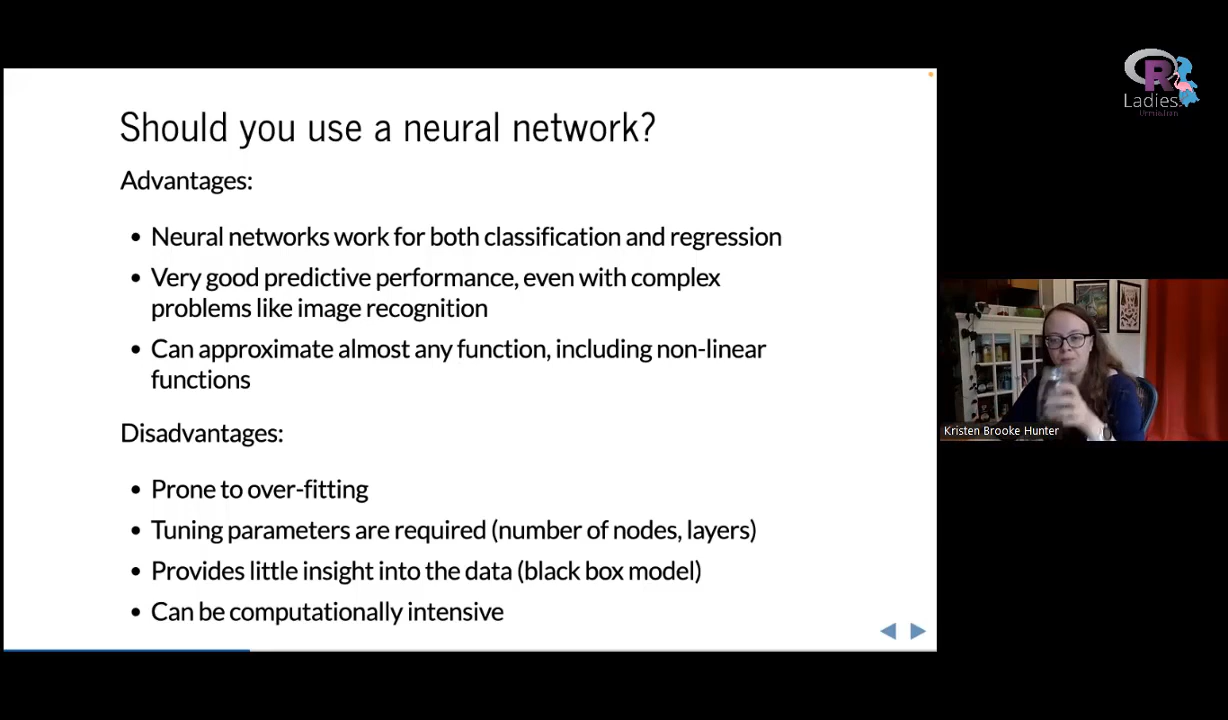 Should you use a neural network?
Advantages:
• Neural networks work for both classification and regression
• Very good predictive performance, even with complex
problems like image recognition
• Can approximate almost any function, including non-linear
functions
Disadvantages:
• Prone to over-fitting
• Tuning parameters are required (number of nodes, layers)
• Provides little insight into the data (black box model)
• Can be computationally intensive
R
Ladies
Kristen Brooke Hunter